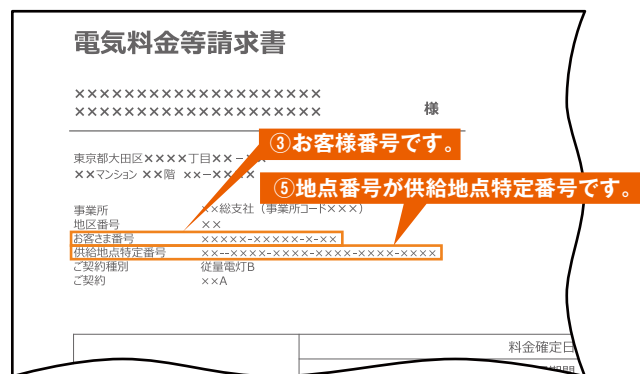 電気料金等請求書
××××××××××××××××××××
×××××××××××××××××××× 様
③お客様番号です。
東京都大田区××××丁目××−
××マンション ××階 ××−××
⑤地点番号が供給地点特定番号です。
事業所 ××総支社（事業所コード×××）
地区番号 ××
お客さま番号 ×××××-×××××-×-××
供給地点特定番号 ××--××××-××××-××××-××××-××××
ご契約種別 従量電灯B
ご契約 ××A
料金確定日